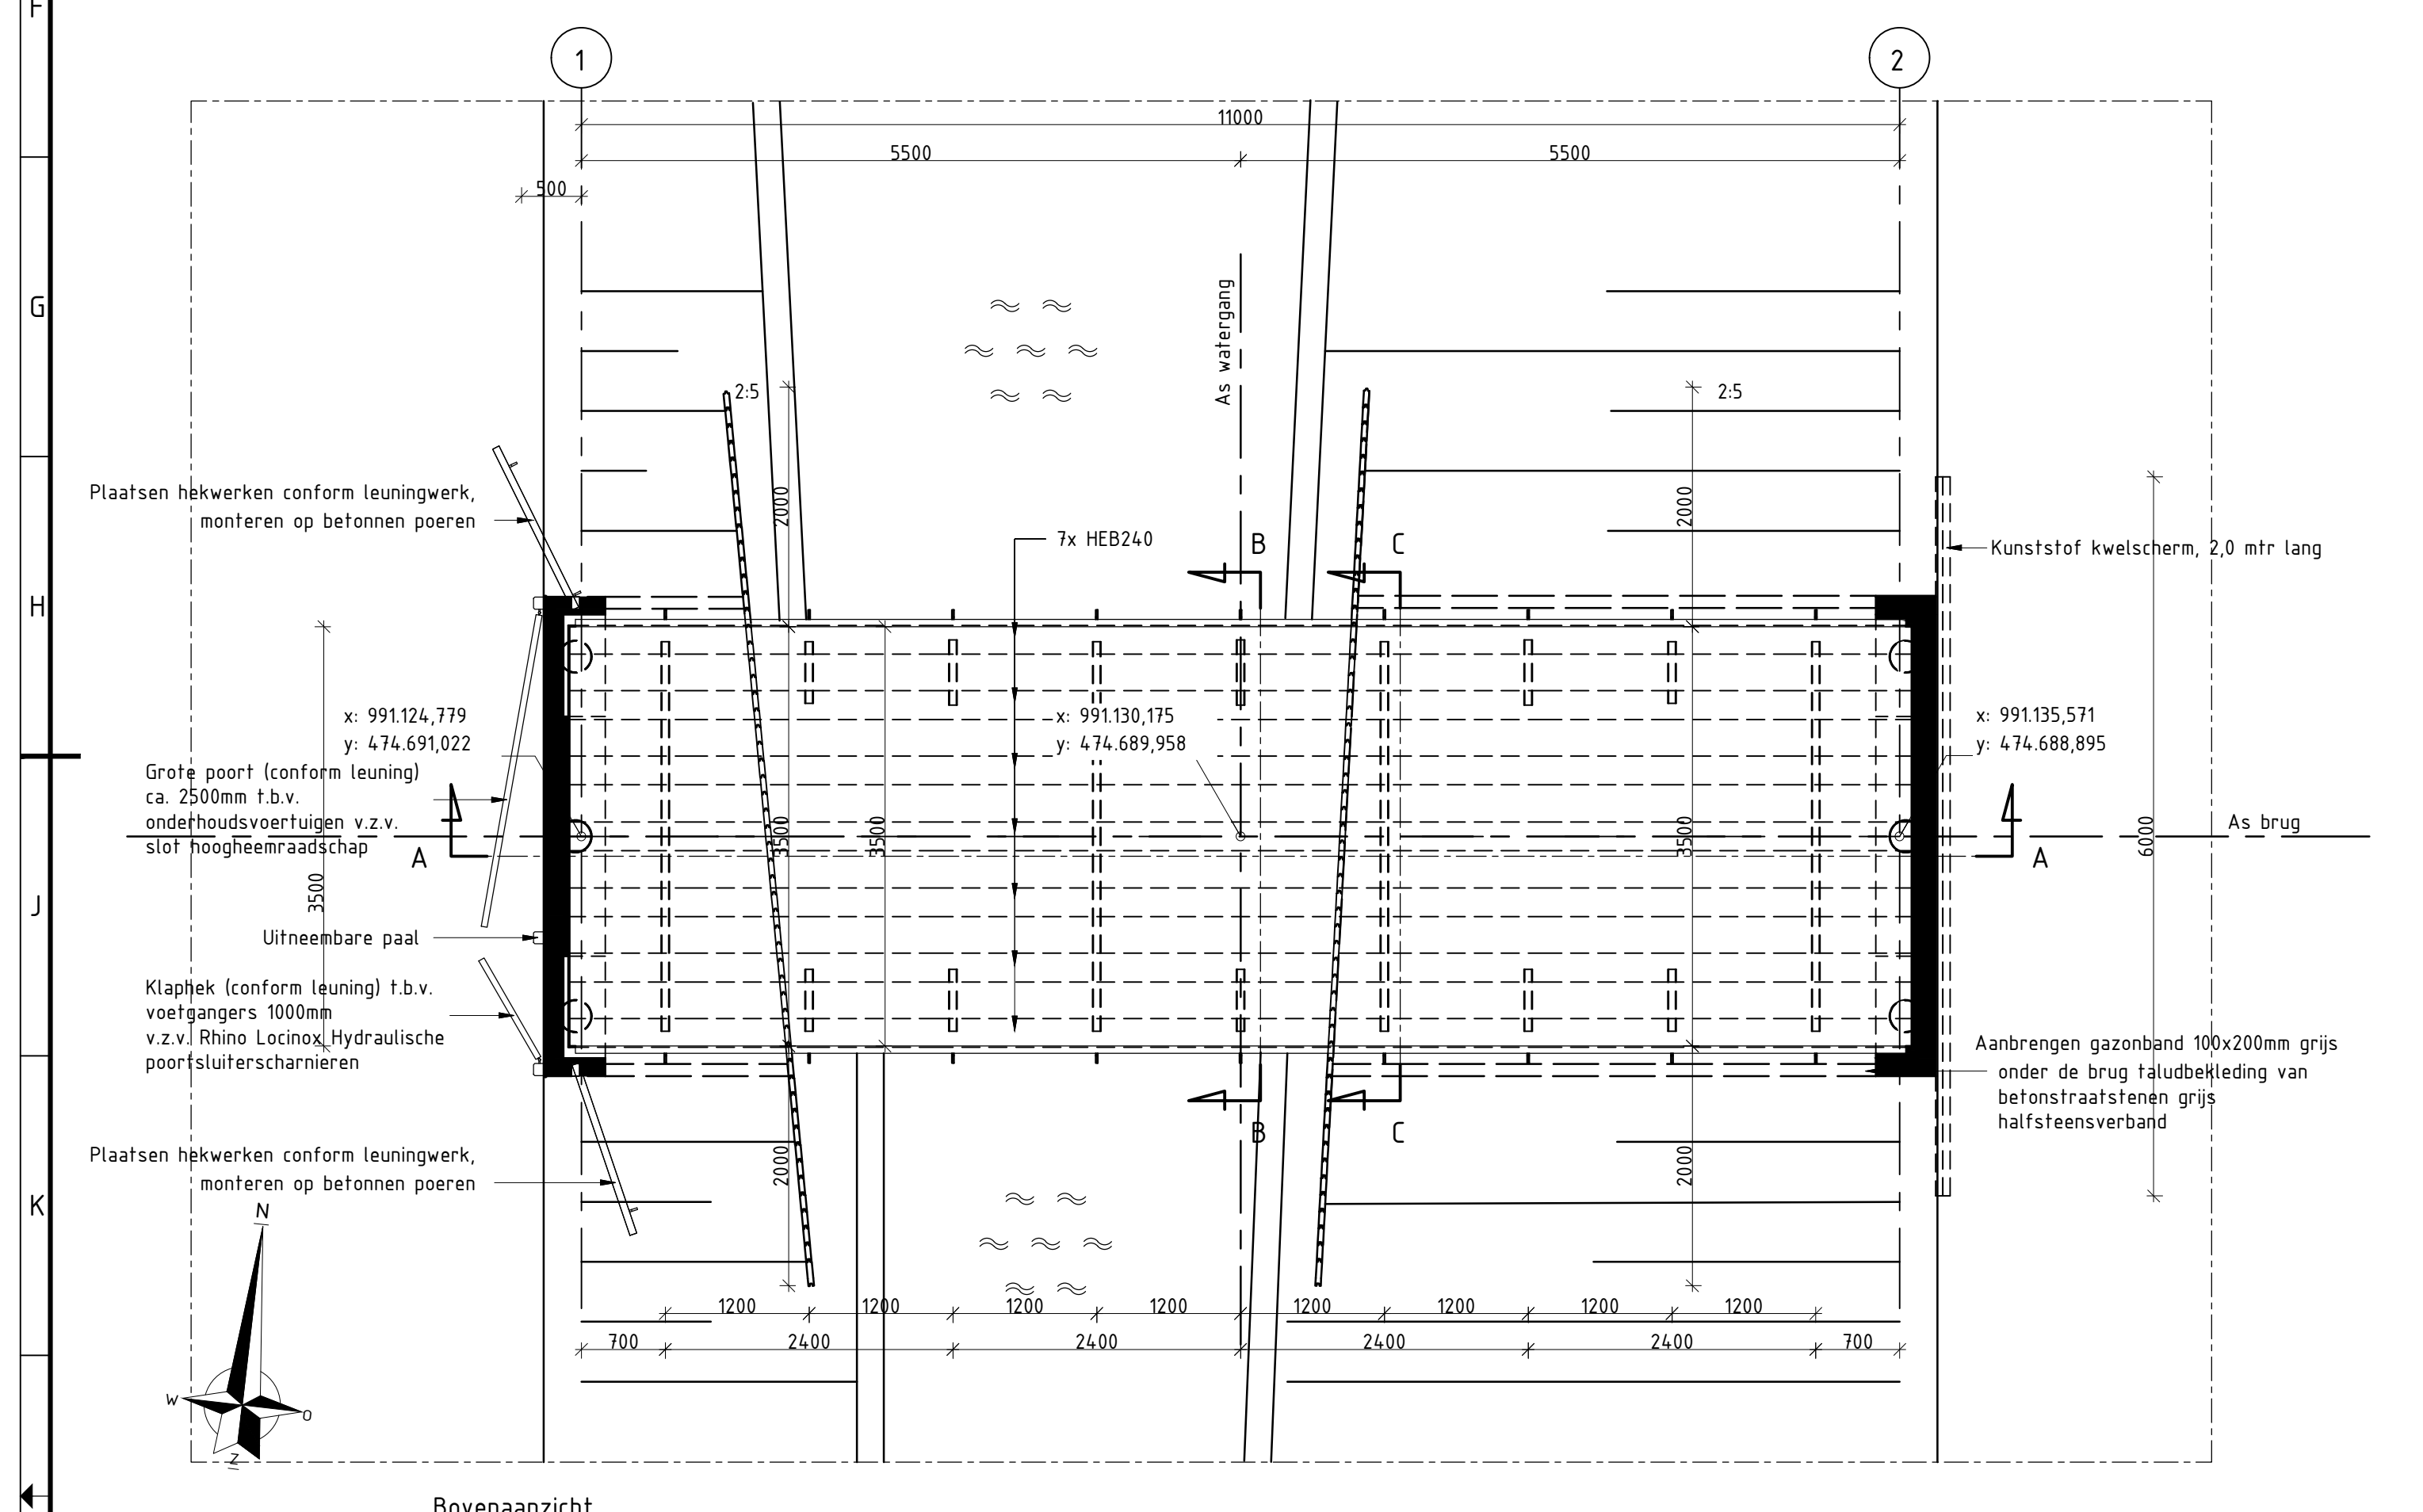 F
1
2
11000
5500
5500
500
G
As watergang
2:5
2:5
2000
2000
Plaatsen hekwerken conform leuningwerk,
monteren op betonnen poeren
7x HEB240
B
C
Kunststof kwelscherm, 2,0 mtr lang
H
x: 991.124,779
y: 474.691,022
x: 991.130,175
y: 474.689,958
x: 991.135,571
y: 474.688,895
Grote poort (conform leuning)
ca. 2500mm t.b.v.
onderhoudsvoertuigen v.z.v.
slot hoogheemraadschap
A
3500
3500
3500
3500
A
As brug
6000
J
Uitneembare paal
Klaphek (conform leuning) t.b.v.
voetgangers 1000mm
v.z.v. Rhino Locinox Hydraulische
poortsluiterscharnieren
Aanbrengen gazonband 100x200mm grijs
onder de brug taludbekleding van
betonstraatstenen grijs
halfsteensverband
B
C
2000
2000
Plaatsen hekwerken conform leuningwerk,
monteren op betonnen poeren
K
N
W
O
Z
1200
1200
1200
1200
1200
1200
1200
1200
700
2400
2400
2400
2400
700
Bovenaanzicht